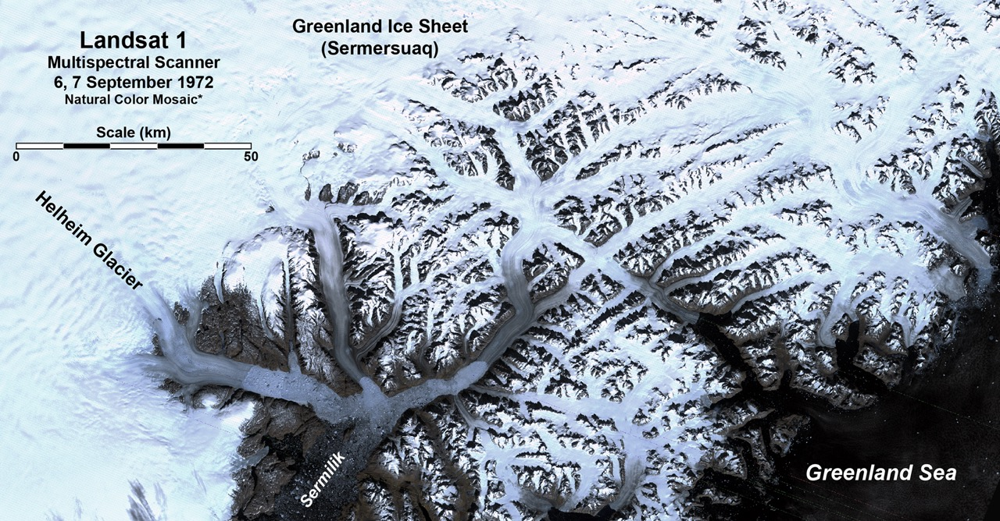 Landsat 1
Multispectral Scanner
6, 7 September 1972
Natural Color Mosaic*
Scale (km)
0 50
Greenland Ice Sheet
(Sermersuaq)
Helheim Glacier
Sermilik
Greenland Sea